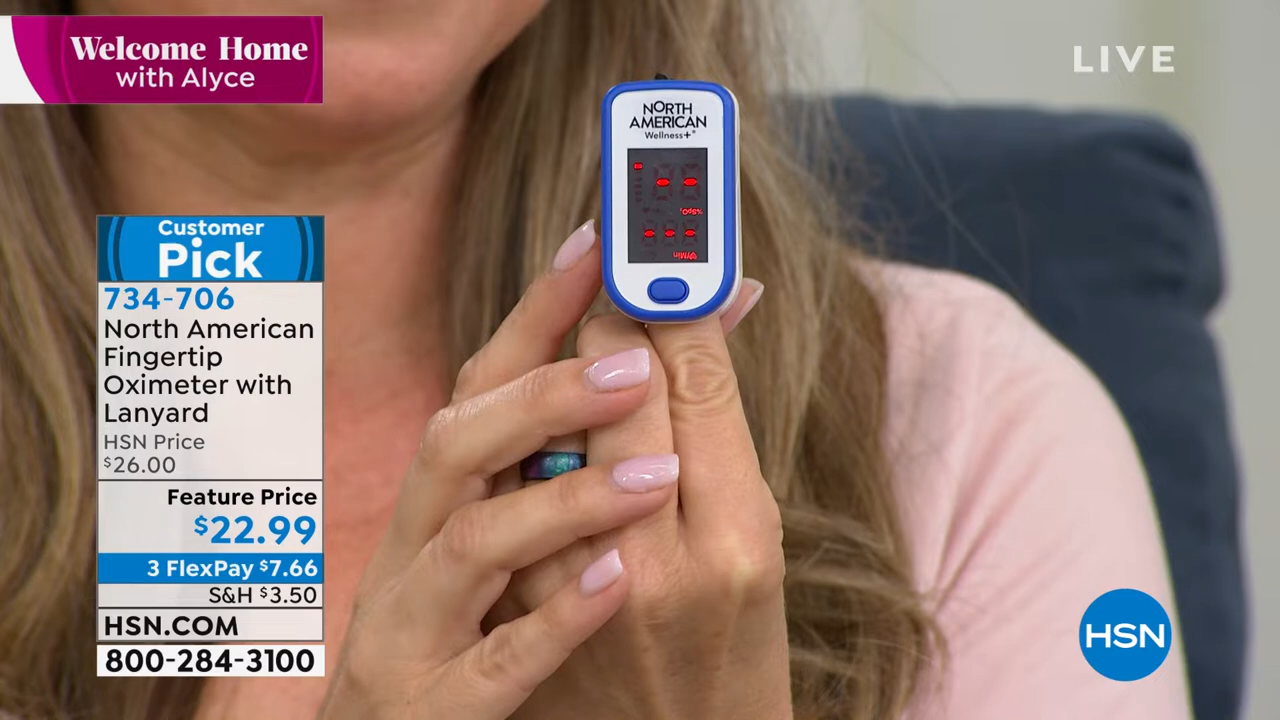 Welcome Home
with Alyce
LIVE
NORTH
AMERICAN
Wellness+®
%SpO₂
/Min
Customer
Pick
734-706
North American
Fingertip
Oximeter with
Lanyard
HSN Price
$26.00
Feature Price
$22.99
3 FlexPay $7.66
S&H $3.50
HSN.COM
800-284-3100
HSN